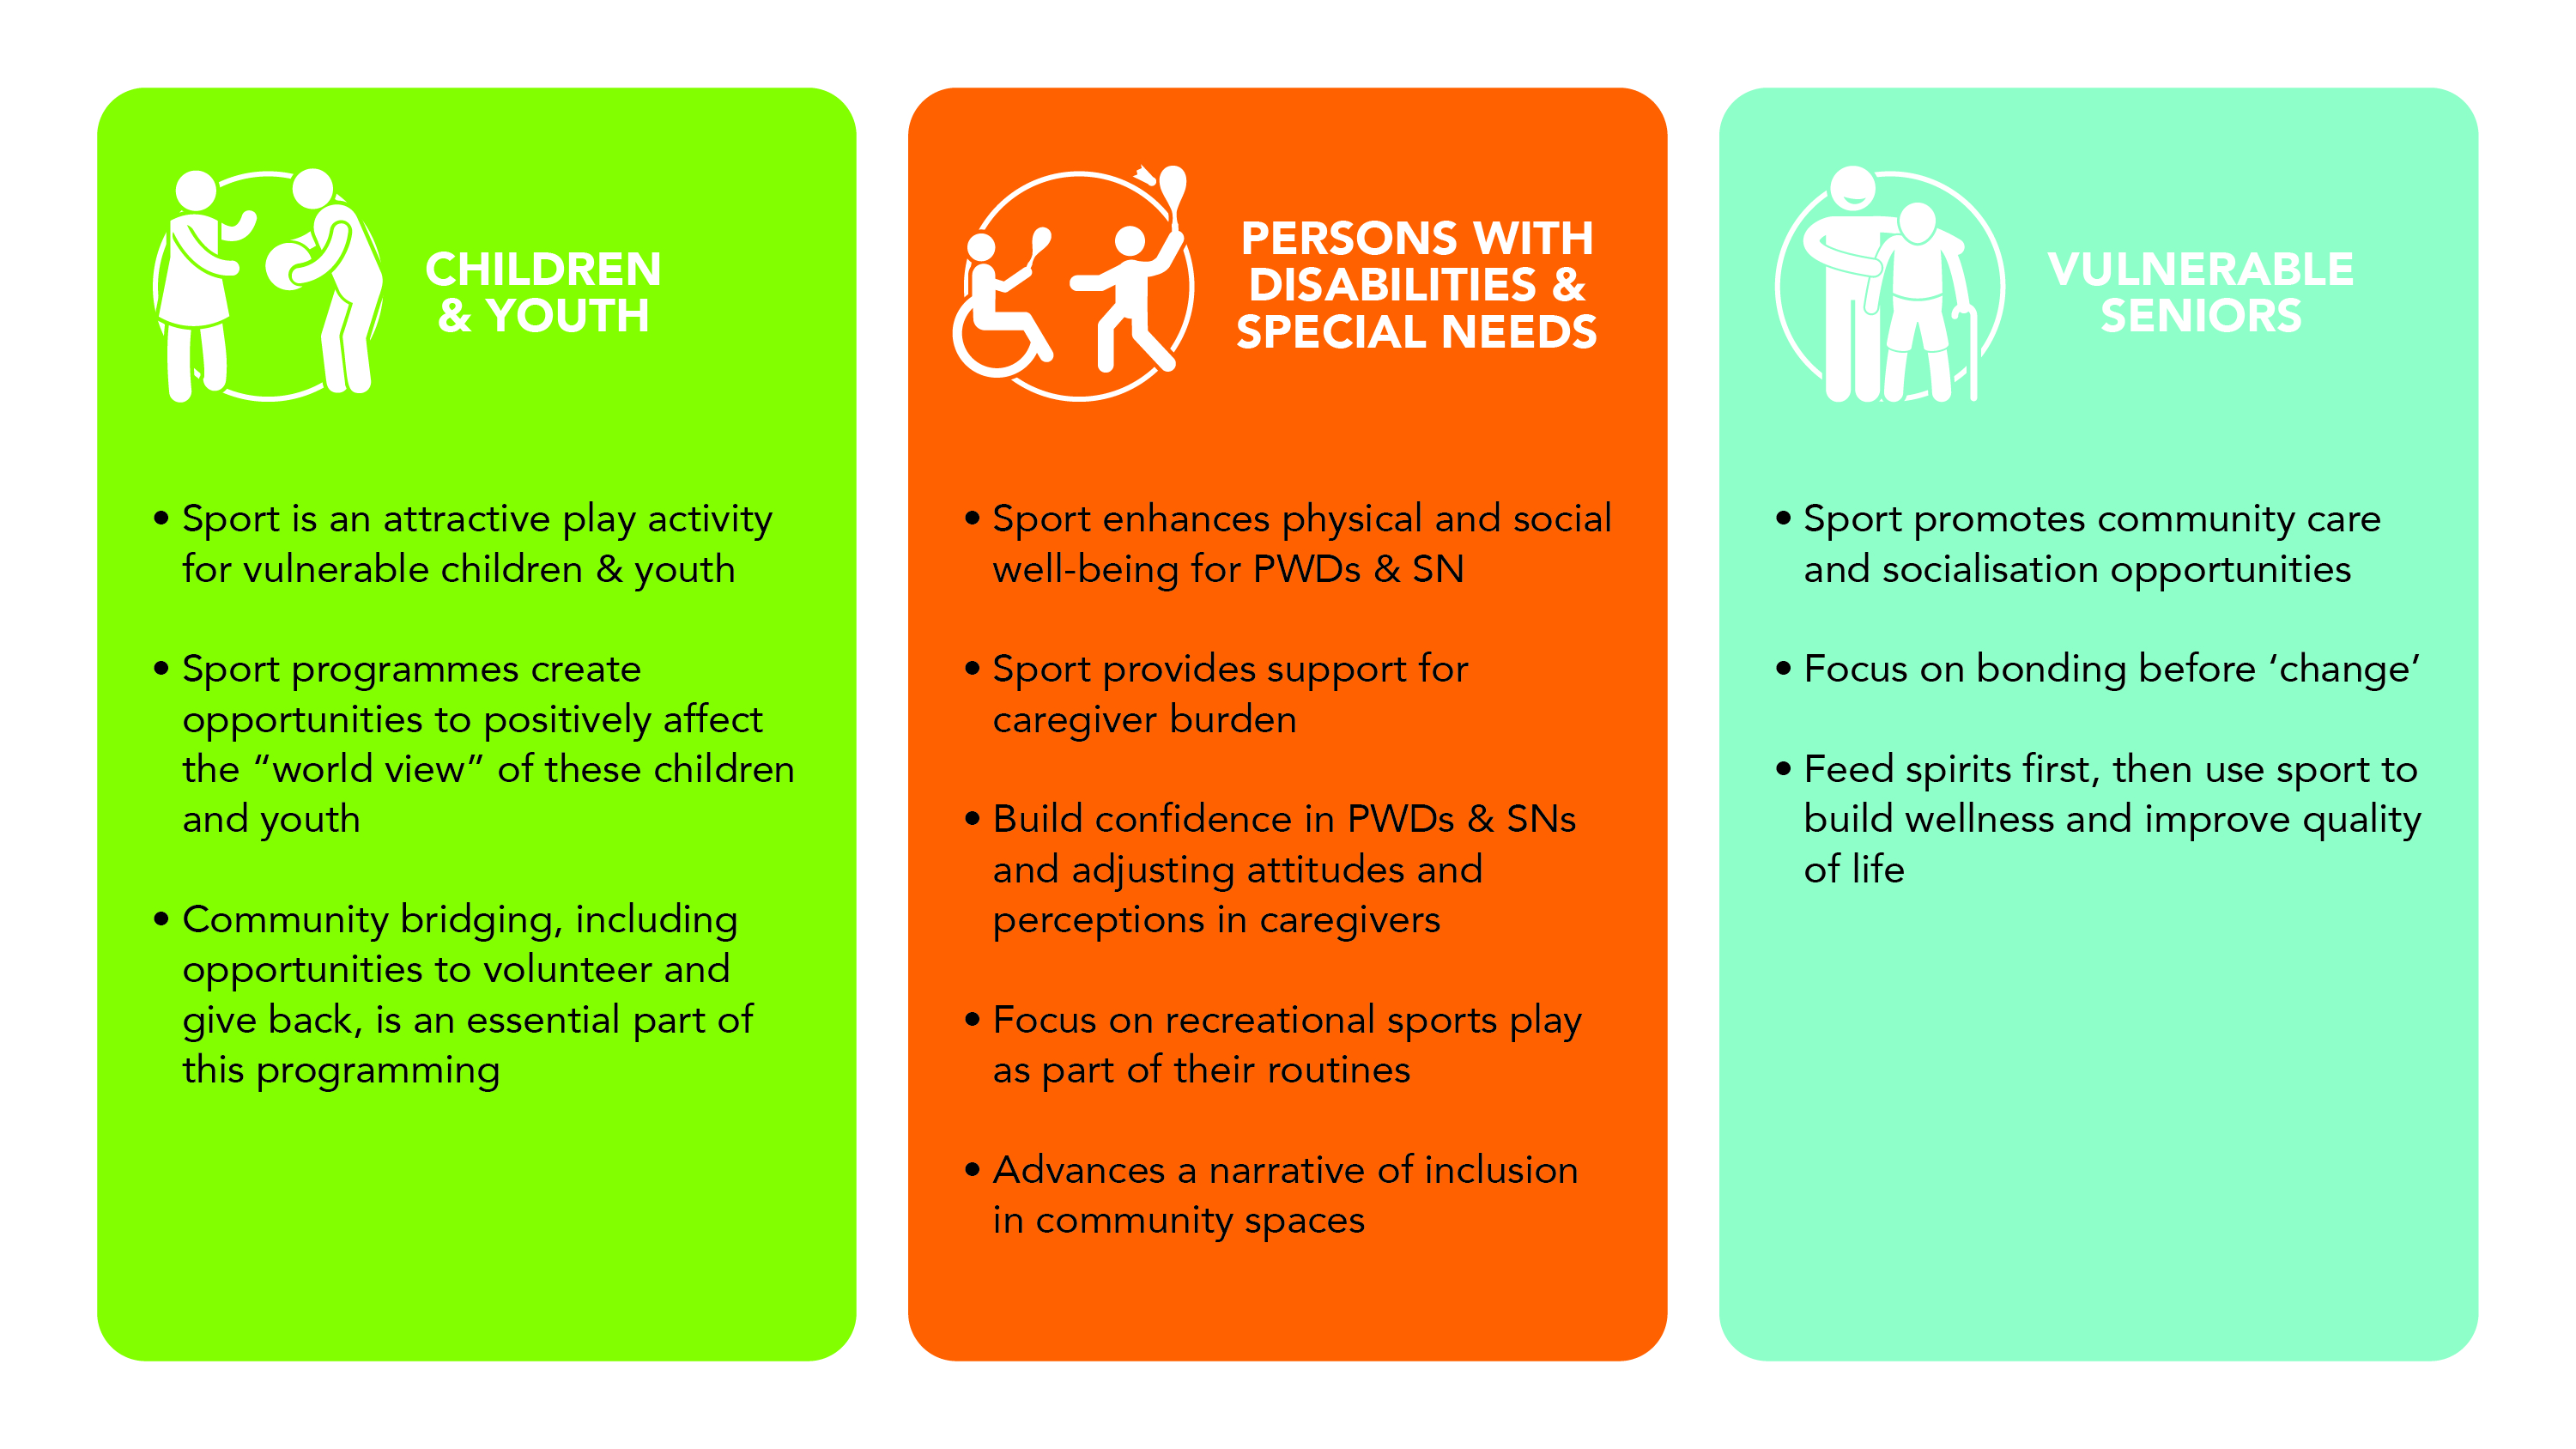 CHILDREN
& YOUTH
• Sport is an attractive play activity
for vulnerable children & youth
• Sport programmes create
opportunities to positively affect
the “world view” of these children
and youth
• Community bridging, including
opportunities to volunteer and
give back, is an essential part of
this programming
PERSONS WITH
DISABILITIES &
SPECIAL NEEDS
• Sport enhances physical and social
well-being for PWDs & SN
• Sport provides support for
caregiver burden
• Build confidence in PWDs & SNs
and adjusting attitudes and
perceptions in caregivers
• Focus on recreational sports play
as part of their routines
• Advances a narrative of inclusion
in community spaces
VULNERABLE
SENIORS
• Sport promotes community care
and socialisation opportunities
• Focus on bonding before ‘change’
• Feed spirits first, then use sport to
build wellness and improve quality
of life